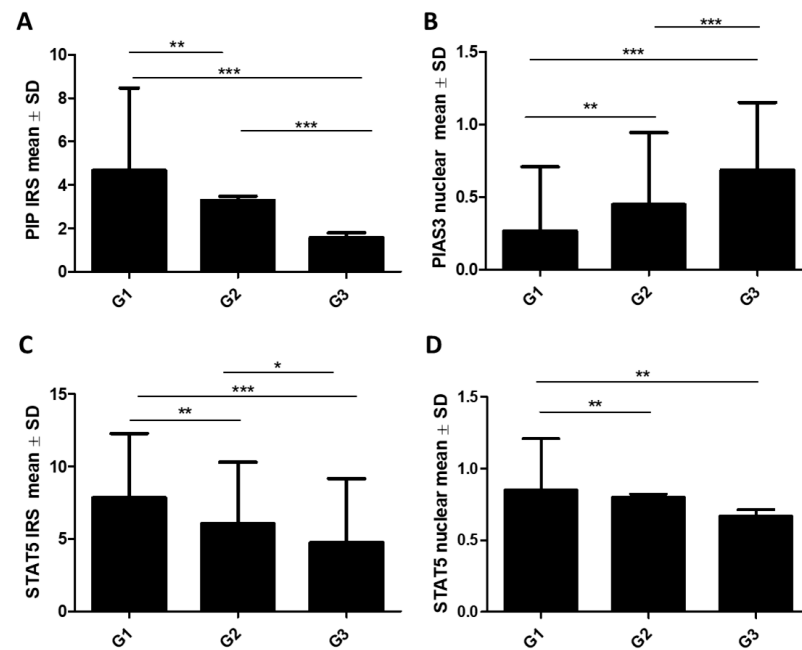 A
**
***
***
PIP IRS mean ± SD
10
8
6
4
2
0
G1
G2
G3
B
***
***
**
PIAS3 nuclear mean ± SD
1.5
1.0
0.5
0.0
G1
G2
G3
C
*
***
**
STAT5 IRS mean ± SD
15
10
5
0
G1
G2
G3
D
**
**
STAT5 nuclear mean ± SD
1.5
1.0
0.5
0.0
G1
G2
G3